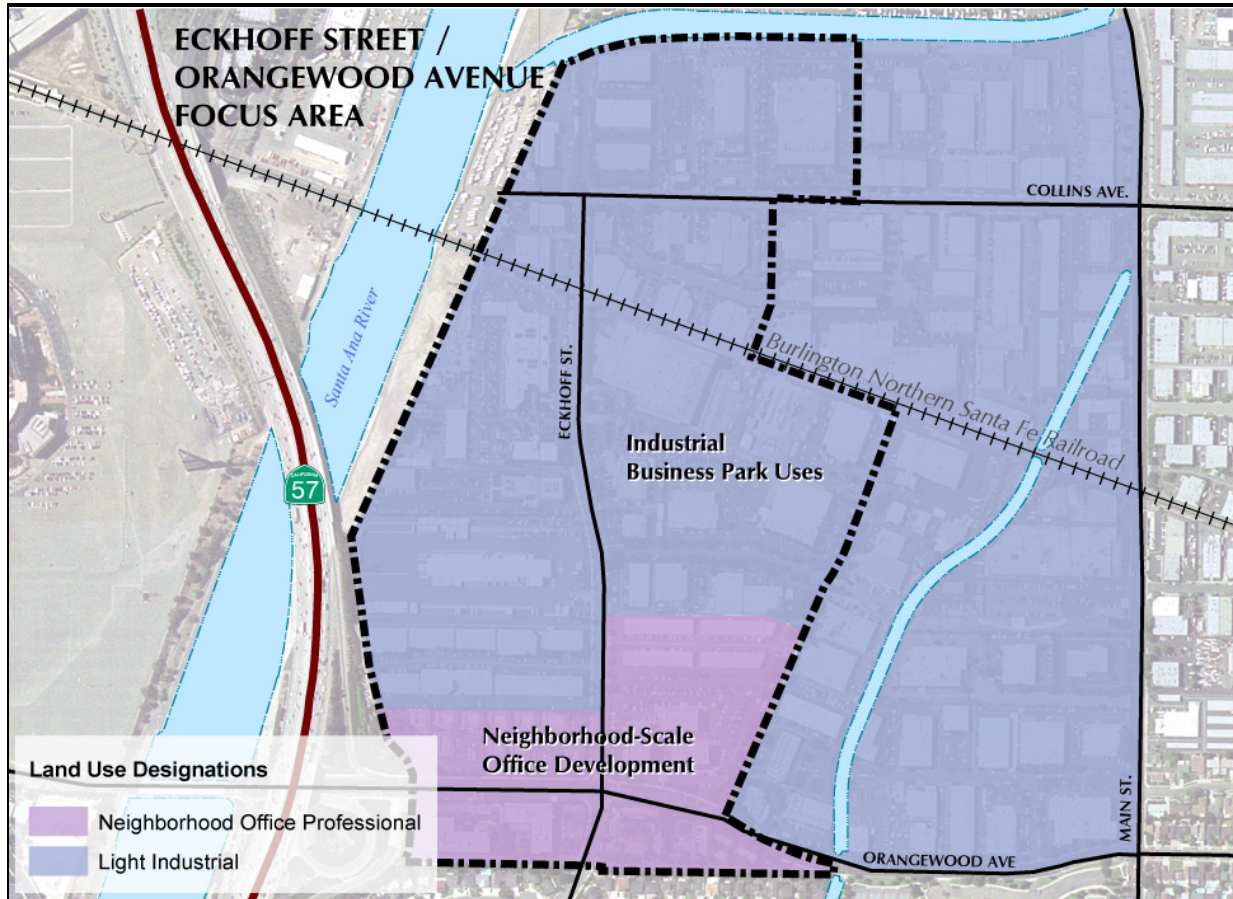 ECKHOFF STREET /
ORANGEWOOD AVENUE
FOCUS AREA
COLLINS AVE.
Santa Ana River
ECKHOFF ST.
Burlington Northern Santa Fe Railroad
CALIFORNIA
57
Industrial
Business Park Uses
Neighborhood-Scale
Office Development
MAIN ST.
ORANGEWOOD AVE
Land Use Designations
Neighborhood Office Professional
Light Industrial